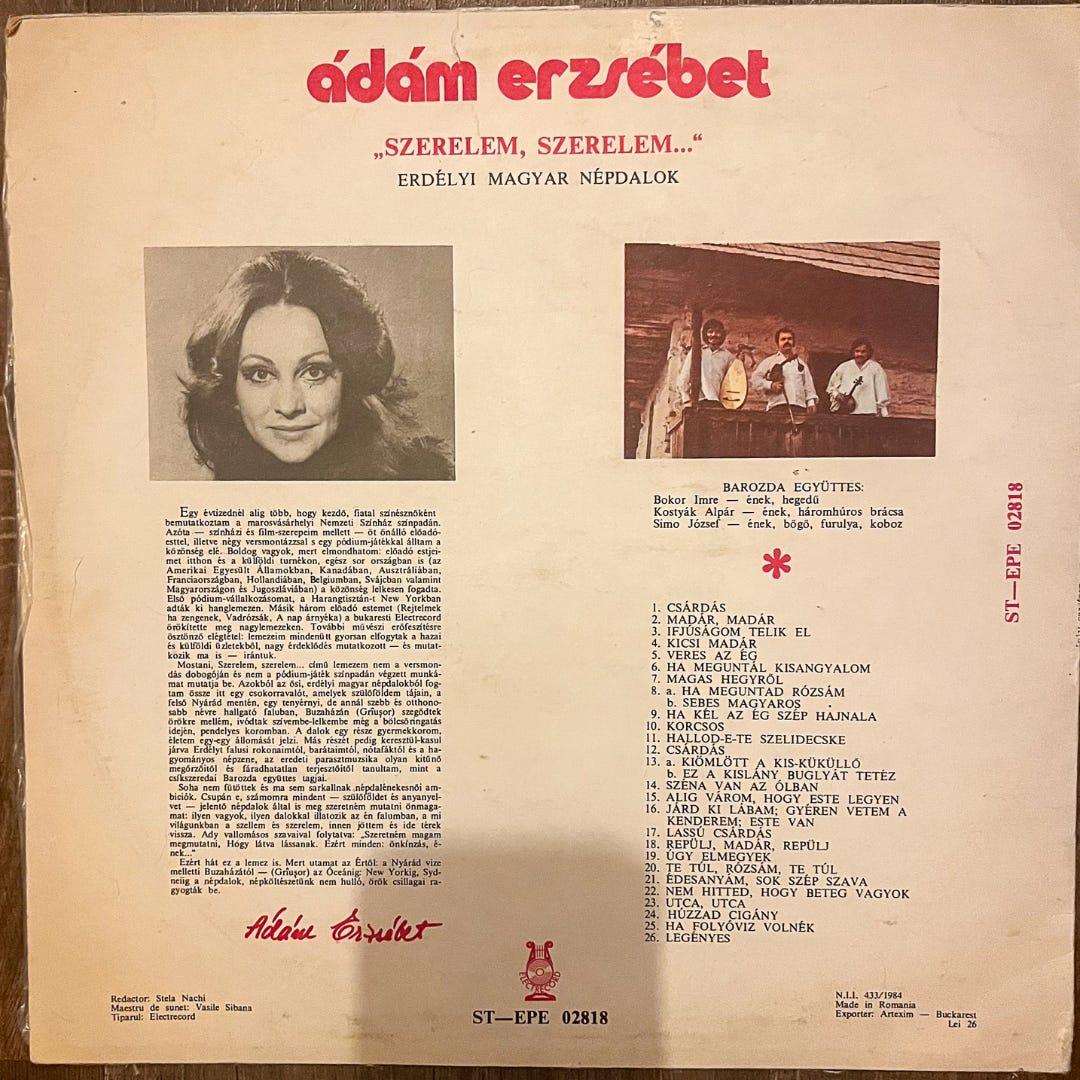 ádám erzsébet
„SZERELEM, SZERELEM...“
ERDÉLYI MAGYAR NÉPDALOK
Egy évtizednél alig több, hogy kezdő, fiatal színésznőként
bemutatkoztam a marosvásárhelyi Nemzeti Színház színpadán.
Azóta — színházi és film-szerepeim mellett — öt önálló előadó-
esttel, illetve négy versmontázzsal s egy pódium-játékkal álltam a
közönség elé. Boldog vagyok, mert elmondhatom: előadó estjei-
met itthon és a külföldi turnékon, egész sor országban is (az
Amerikai Egyesült Államokban, Kanadában, Ausztráliában,
Franciaországban, Hollandiában, Belgiumban, Svájcban valamint
Magyarországon és Jugoszláviában) a közönség lelkesen fogadta.
Első pódium-vállalkozásomat, a Harangtisztán-t New Yorkban
adták ki hanglemezen. Másik három előadó estemet (Rejtelmek
ha zengenek, Vadrózsák, A nap árnyéka) a bukaresti Electrecord
örökítette meg nagylemezeken. További művészi erőfeszítésre
ösztönző elégtétel: lemezeim mindenütt gyorsan elfogytak a hazai
és külföldi üzletekből, nagy érdeklődés mutatkozott — és mutat-
kozik ma is — irántuk.
Mostani, Szerelem, szerelem... című lemezem nem a versmon-
dás dobogóján és nem a pódium-játék színpadán végzett munká-
mat mutatja be. Azokból az ősi, erdélyi magyar népdalokból fog-
tam össze itt egy csokorravalót, amelyek szülőföldem tájain, a
felső Nyárád mentén, egy tenyérnyi, de annál szebb és otthono-
sabb névre hallgató faluban, Buzaházán (Grîușor) szegődtek
örökre mellém, ivódtak szívembe-lelkembe még a bölcsőringatás
idején, pendelyes koromban. A dalok egy része gyermekkorom,
életem egy-egy állomását jelzi. Más részét pedig keresztül-kasul
járva Erdélyt falusi rokonaimtól, barátaimtól, nótafáktól és a ha-
gyományos népzene, az eredeti parasztmuzsika olyan kitűnő
megőrzőitől és fáradhatatlan terjesztőitől tanultam, mint a
csíkszeredai Barozda együttes tagjai.
Soha nem fűtöttek és ma sem sarkallnak népdalénekesnői am-
bíciók. Csupán e, számomra mindent — szülőföldet és anyanyel-
vet — jelentő népdalok által is meg szeretném mutatni önmaga-
mat: ilyen vagyok, ilyen dalokkal illatozik az én falumban, a mi
világunkban a szellem és szerelem, innen jöttem és ide térek
vissza. Ady vallomásos szavaival folytatva: „Szeretném magam
megmutatni, Hógy látva lássanak. Ezért minden: önkínzás, é-
nek...“
Ezért hát ez a lemez is. Mert utamat az Értől: a Nyárád vize
melletti Buzaházától — (Grîușor) az Óceánig: New Yorkig, Syd-
neiig a népdalok, népköltészetünk nem hulló, örök csillagai ra-
gyogták be.
Ádám Erzsébet
BAROZDA EGYÜTTES:
Bokor Imre — ének, hegedű
Kostyák Alpár — ének, háromhúros brácsa
Simo József — ének, bőgő, furulya, koboz
ST—EPE 02818
1. CSÁRDÁS
2. MADÁR, MADÁR
3. IFJÚSÁGOM TELIK EL
4. KICSI MADÁR
5. VERES AZ ÉG
6. HA MEGUNTÁL KISANGYALOM
7. MAGAS HEGYRŐL
8. a. HA MEGUNTAD RÓZSÁM
b. SEBES MAGYAROS
9. HA KÉL AZ ÉG SZÉP HAJNALA
10. KORCSOS
11. HALLOD-E-TE SZELIDECSKE
12. CSÁRDÁS
13. a. KIÖMLÖTT A KIS-KÜKÜLLŐ
b. EZ A KISLÁNY BUGLYÁT TETÉZ
14. SZÉNA VAN AZ ÓLBAN
15. ALIG VÁROM, HOGY ESTE LEGYEN
16. JÁRD KI LÁBAM; GYÉREN VETEM A
KENDEREM; ESTE VAN
17. LASSÚ CSÁRDÁS
18. REPÜLJ, MADÁR, REPÜLJ
19. ÚGY ELMEGYEK
20. TE TÚL, RÓZSÁM, TE TÚL
21. ÉDESANYÁM, SOK SZÉP SZAVA
22. NEM HITTED, HOGY BETEG VAGYOK
23. UTCA, UTCA
24. HÚZZAD CIGÁNY
25. HA FOLYÓVIZ VOLNÉK
26. LEGÉNYES
Redactor: Stela Nachi
Maestru de sunet: Vasile Sibana
Tiparul: Electrecord
ELECTRECORD
ST—EPE 02818
N.I.I. 433/1984
Made in Romania
Exporter: Artexim — Buckarest
Lei 26